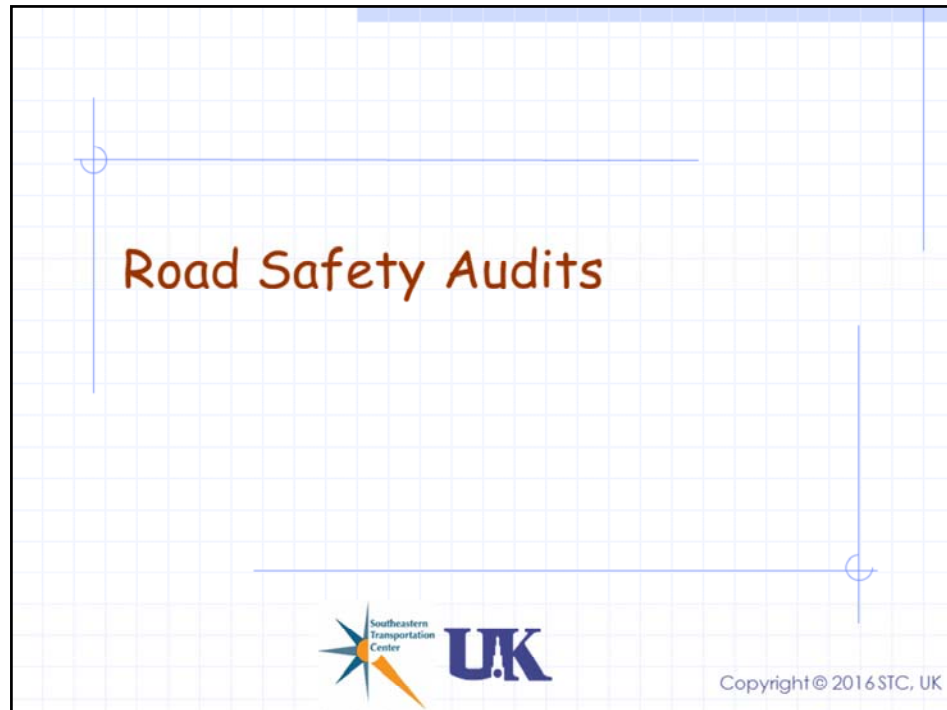 Road Safety Audits
Southeastern
Transportation
Center
UK
Copyright © 2016 STC, UK